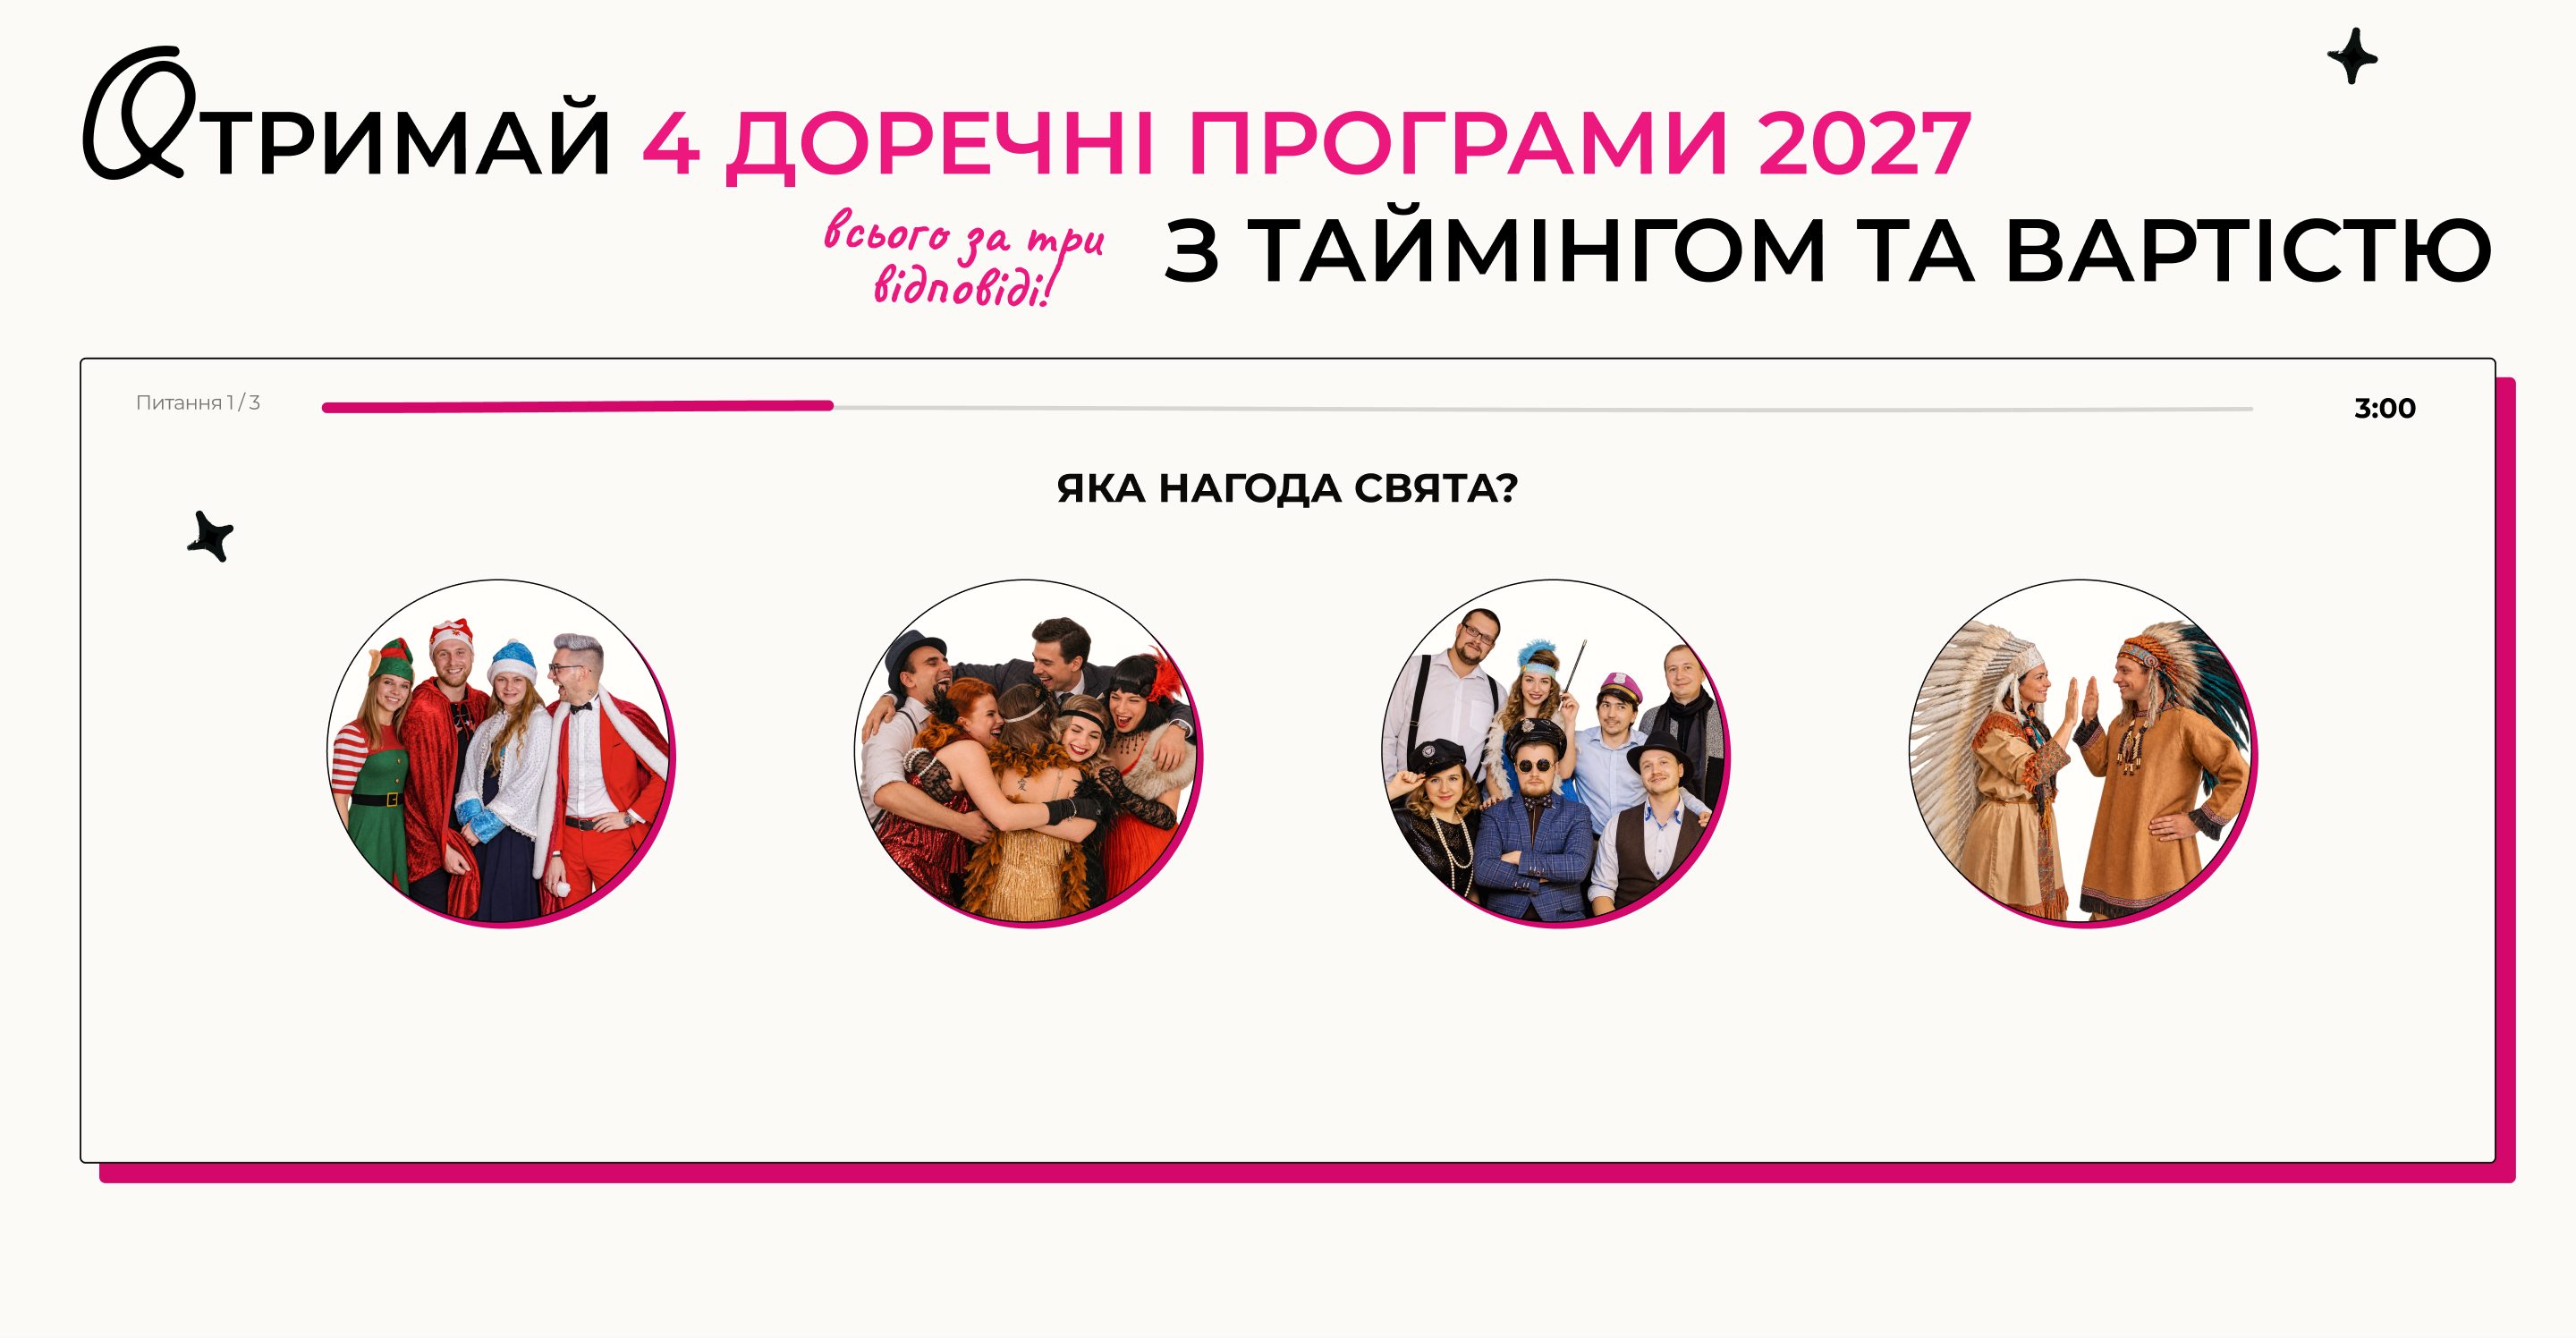 ОТРИМАЙ 4 ДОРЕЧНІ ПРОГРАМИ 2027
всього за три
відповіді!
З ТАЙМІНГОМ ТА ВАРТІСТЮ
Питання 1 / 3
3:00
ЯКА НАГОДА СВЯТА?